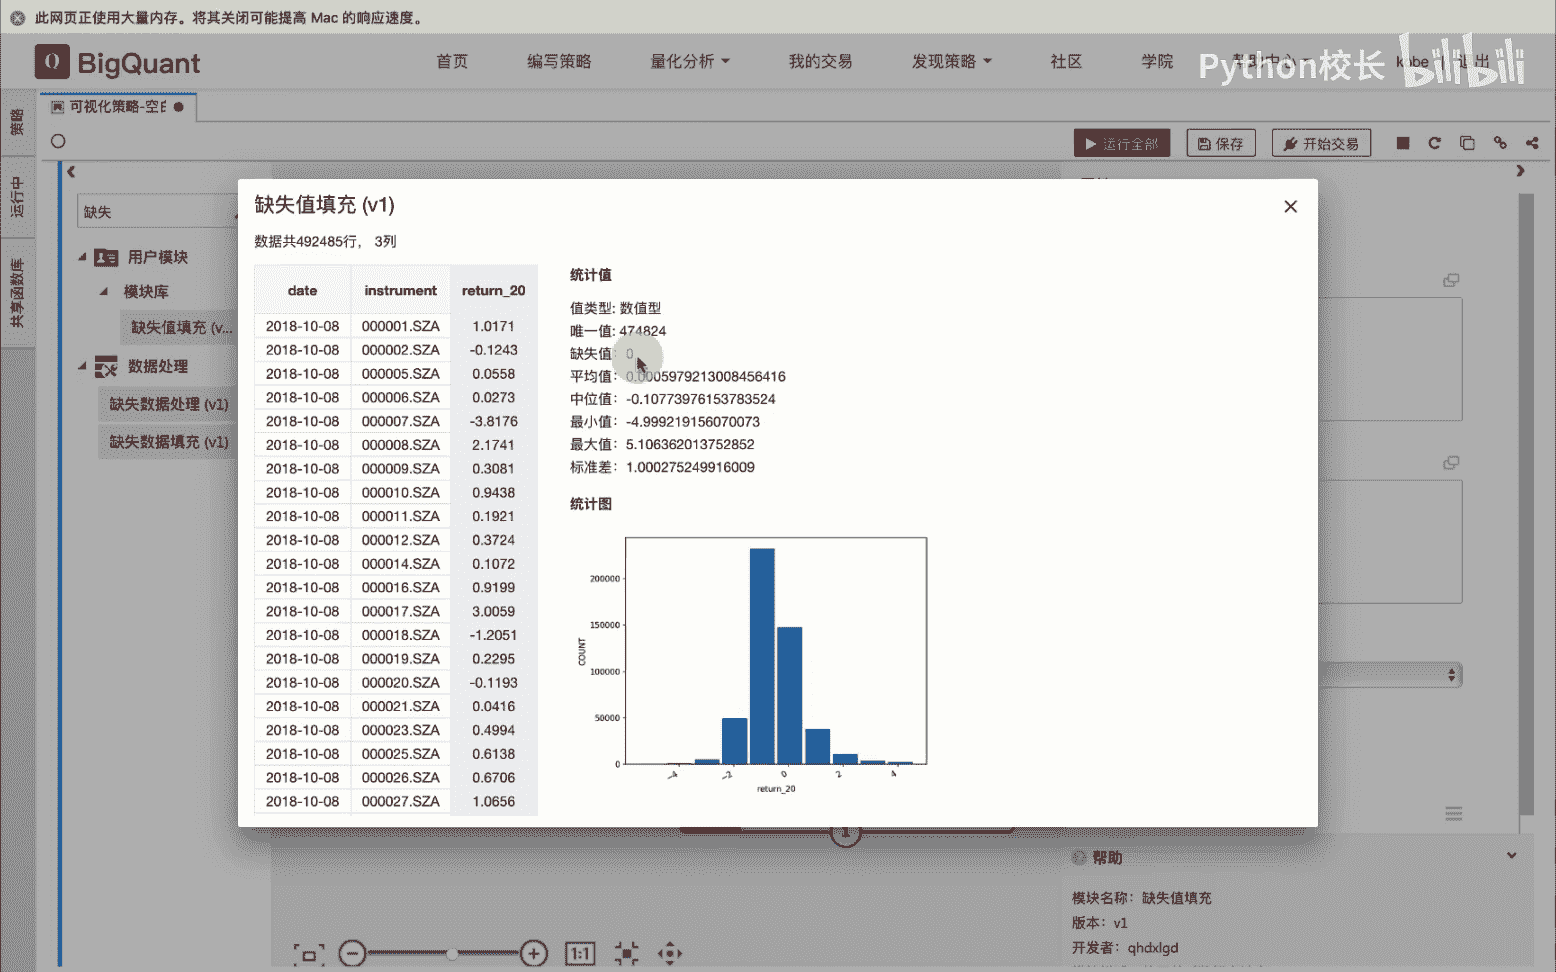 此网页正使用大量内存。将其关闭可能提高 Mac 的响应速度。
Q BigQuant
首页
编写策略
量化分析
我的交易
发现策略
社区
学院
Python校长 bilibili
策略
运行中
共享函数库
可视化策略-空白
运行全部
保存
开始交易
缺失
用户模块
模块库
缺失值填充 (v...
数据处理
缺失数据处理 (v1)
缺失数据填充 (v1)
缺失值填充 (v1)
数据共492485行， 3列
date instrument return_20
2018-10-08 000001.SZA 1.0171
2018-10-08 000002.SZA -0.1243
2018-10-08 000005.SZA 0.0558
2018-10-08 000006.SZA 0.0273
2018-10-08 000007.SZA -3.8176
2018-10-08 000008.SZA 2.1741
2018-10-08 000009.SZA 0.3081
2018-10-08 000010.SZA 0.9438
2018-10-08 000011.SZA 0.1921
2018-10-08 000012.SZA 0.3724
2018-10-08 000014.SZA 0.1072
2018-10-08 000016.SZA 0.9199
2018-10-08 000017.SZA 3.0059
2018-10-08 000018.SZA -1.2051
2018-10-08 000019.SZA 0.2295
2018-10-08 000020.SZA -0.1193
2018-10-08 000021.SZA 0.0416
2018-10-08 000023.SZA 0.4994
2018-10-08 000025.SZA 0.6138
2018-10-08 000026.SZA 0.6706
2018-10-08 000027.SZA 1.0656
统计值
值类型: 数值型
唯一值: 474824
缺失值: 0
平均值: 0.0005979213008456416
中位值: -0.10773976153783524
最小值: -4.999219156070073
最大值: 5.106362013752852
标准差: 1.000275249916009
统计图
200000
150000
100000
50000
0
COUNT
-4 -2 0 2 4
return_20
1
1:1
帮助
模块名称: 缺失值填充
版本: v1
开发者: qhdxlgd